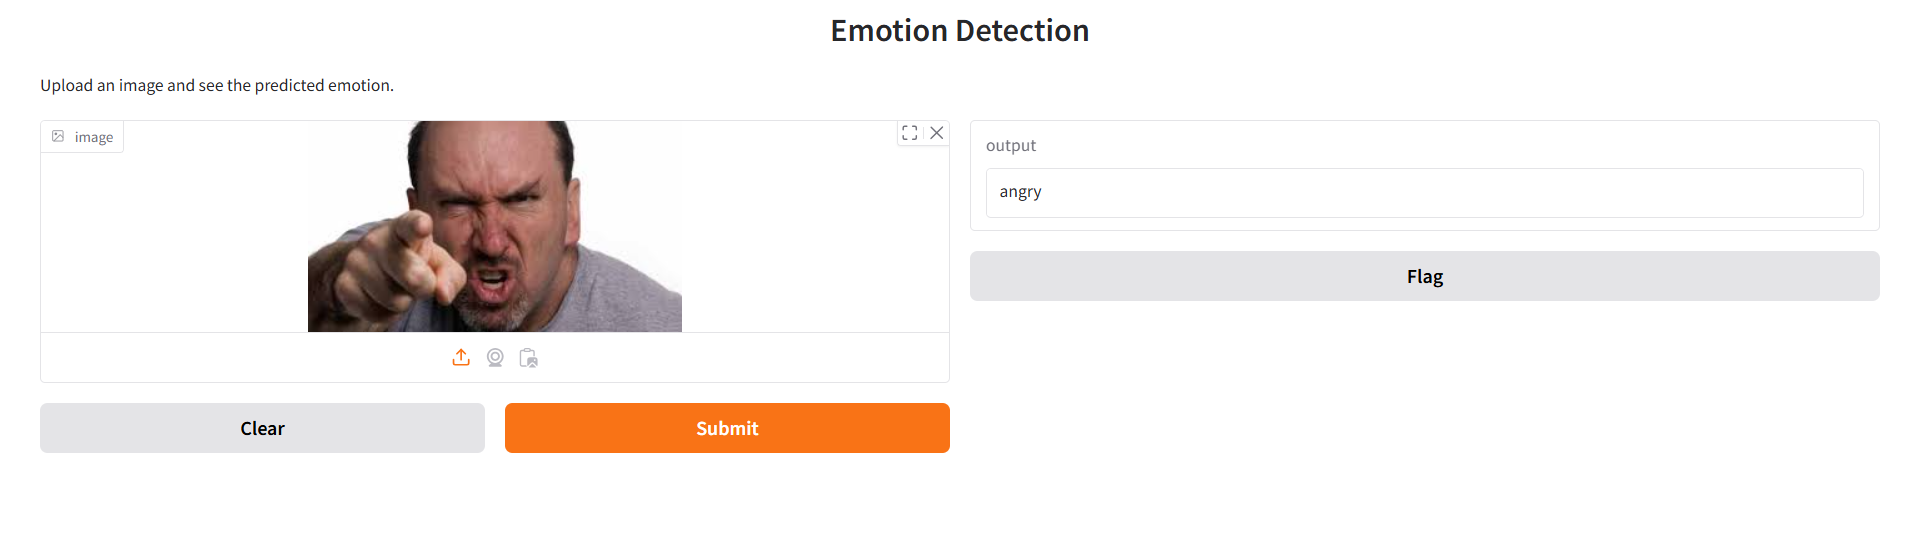 Emotion Detection
Upload an image and see the predicted emotion.
image
output
angry
Flag
Clear
Submit